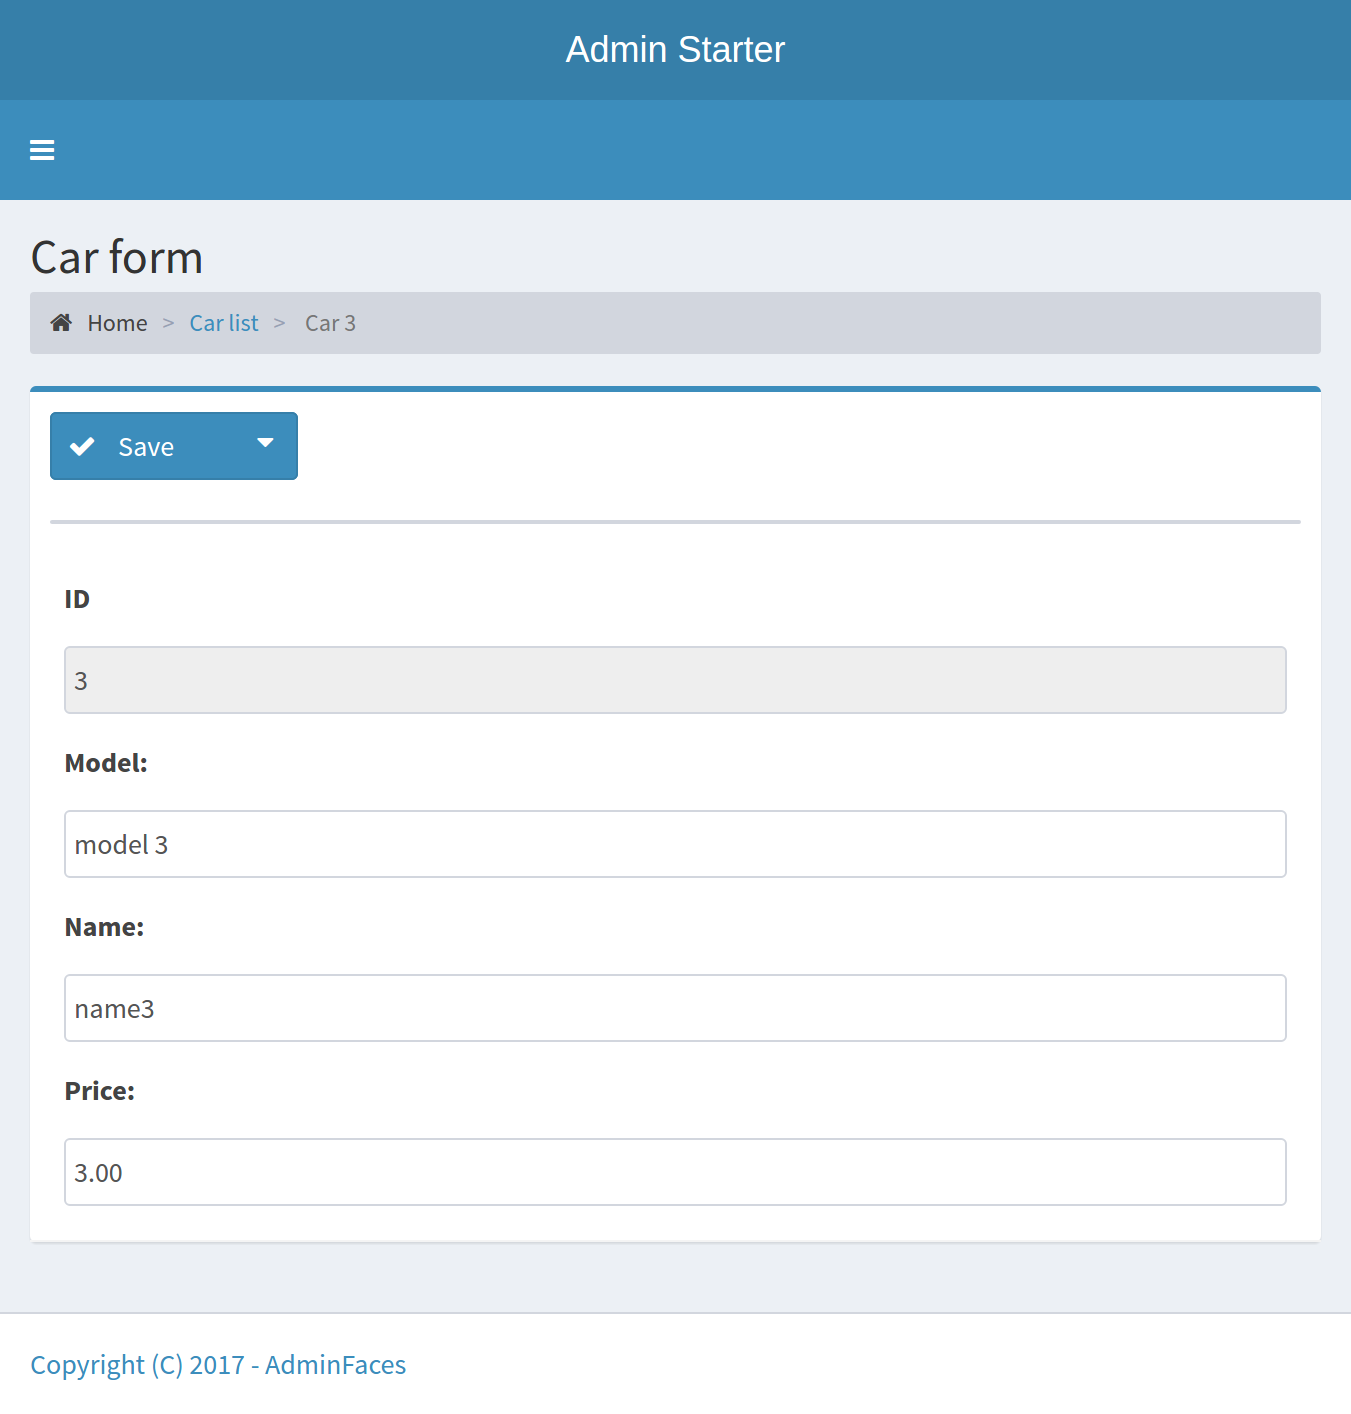 Admin Starter
Car form
Home > Car list > Car 3
Save
ID
3
Model:
model 3
Name:
name3
Price:
3.00
Copyright (C) 2017 - AdminFaces